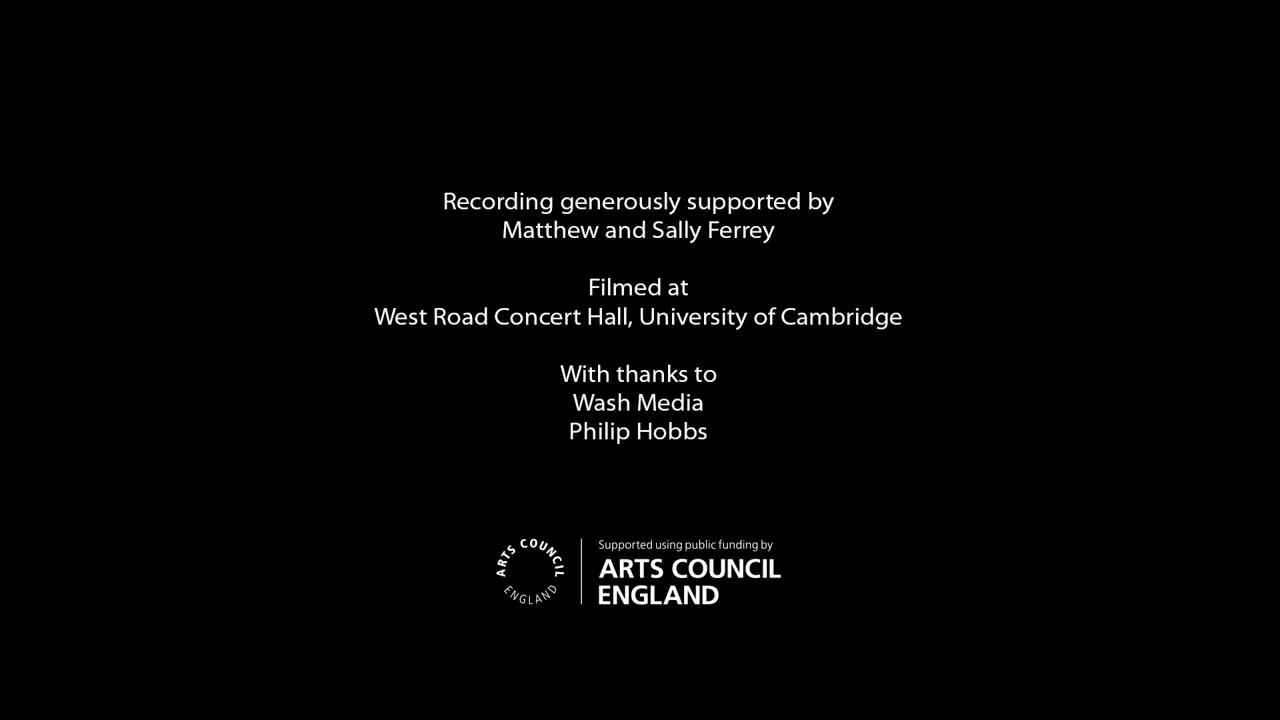 Recording generously supported by
Matthew and Sally Ferrey
Filmed at
West Road Concert Hall, University of Cambridge
With thanks to
Wash Media
Philip Hobbs
ARTS COUNCIL
ENGLAND
Supported using public funding by
ARTS COUNCIL
ENGLAND